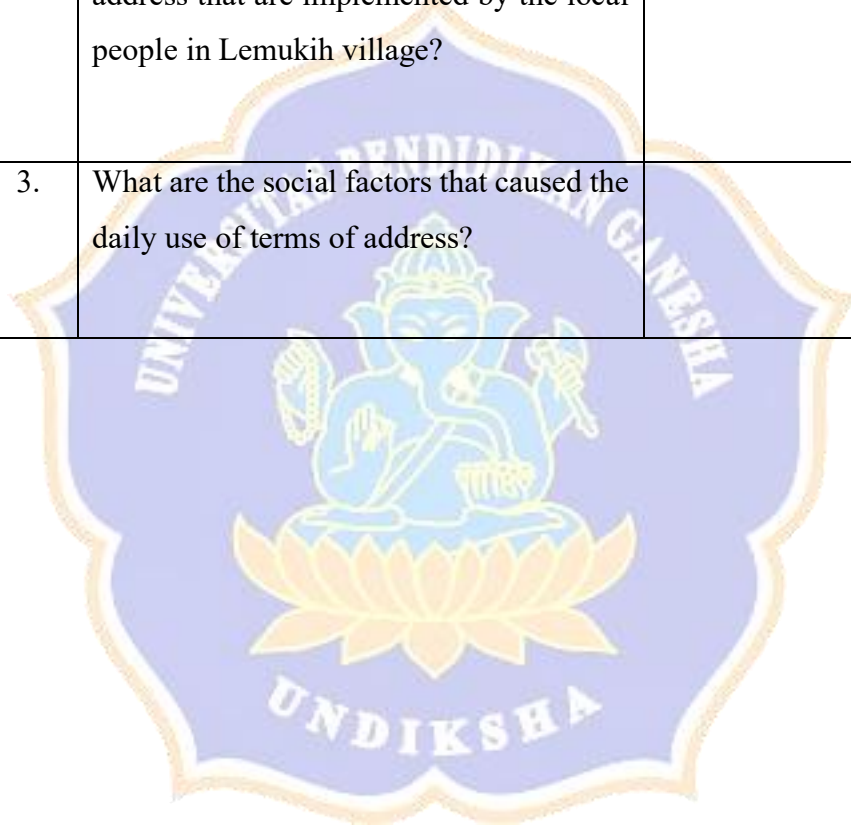 address that are implemented by the local
people in Lemukih village?
3. What are the social factors that caused the
daily use of terms of address?
UNIVERSITAS PENDIDIKAN GANESHA
UNDIKSHA